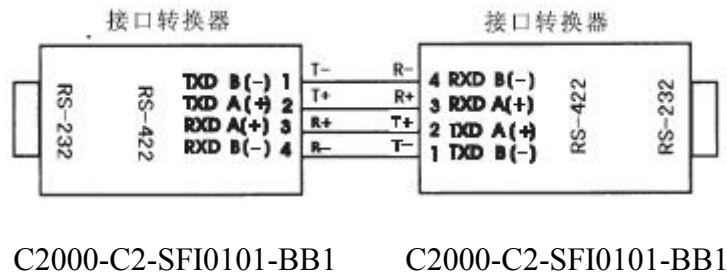 接口转换器
接口转换器
RS-232
RS-422
TXD B(-) 1
TXD A(+) 2
RXD A(+) 3
RXD B(-) 4
T-
T+
R+
R-
R-
R+
T+
T-
4 RXD B(-)
3 RXD A(+)
2 TXD A(+)
1 TXD B(-)
RS-422
RS-232
C2000-C2-SFI0101-BB1
C2000-C2-SFI0101-BB1